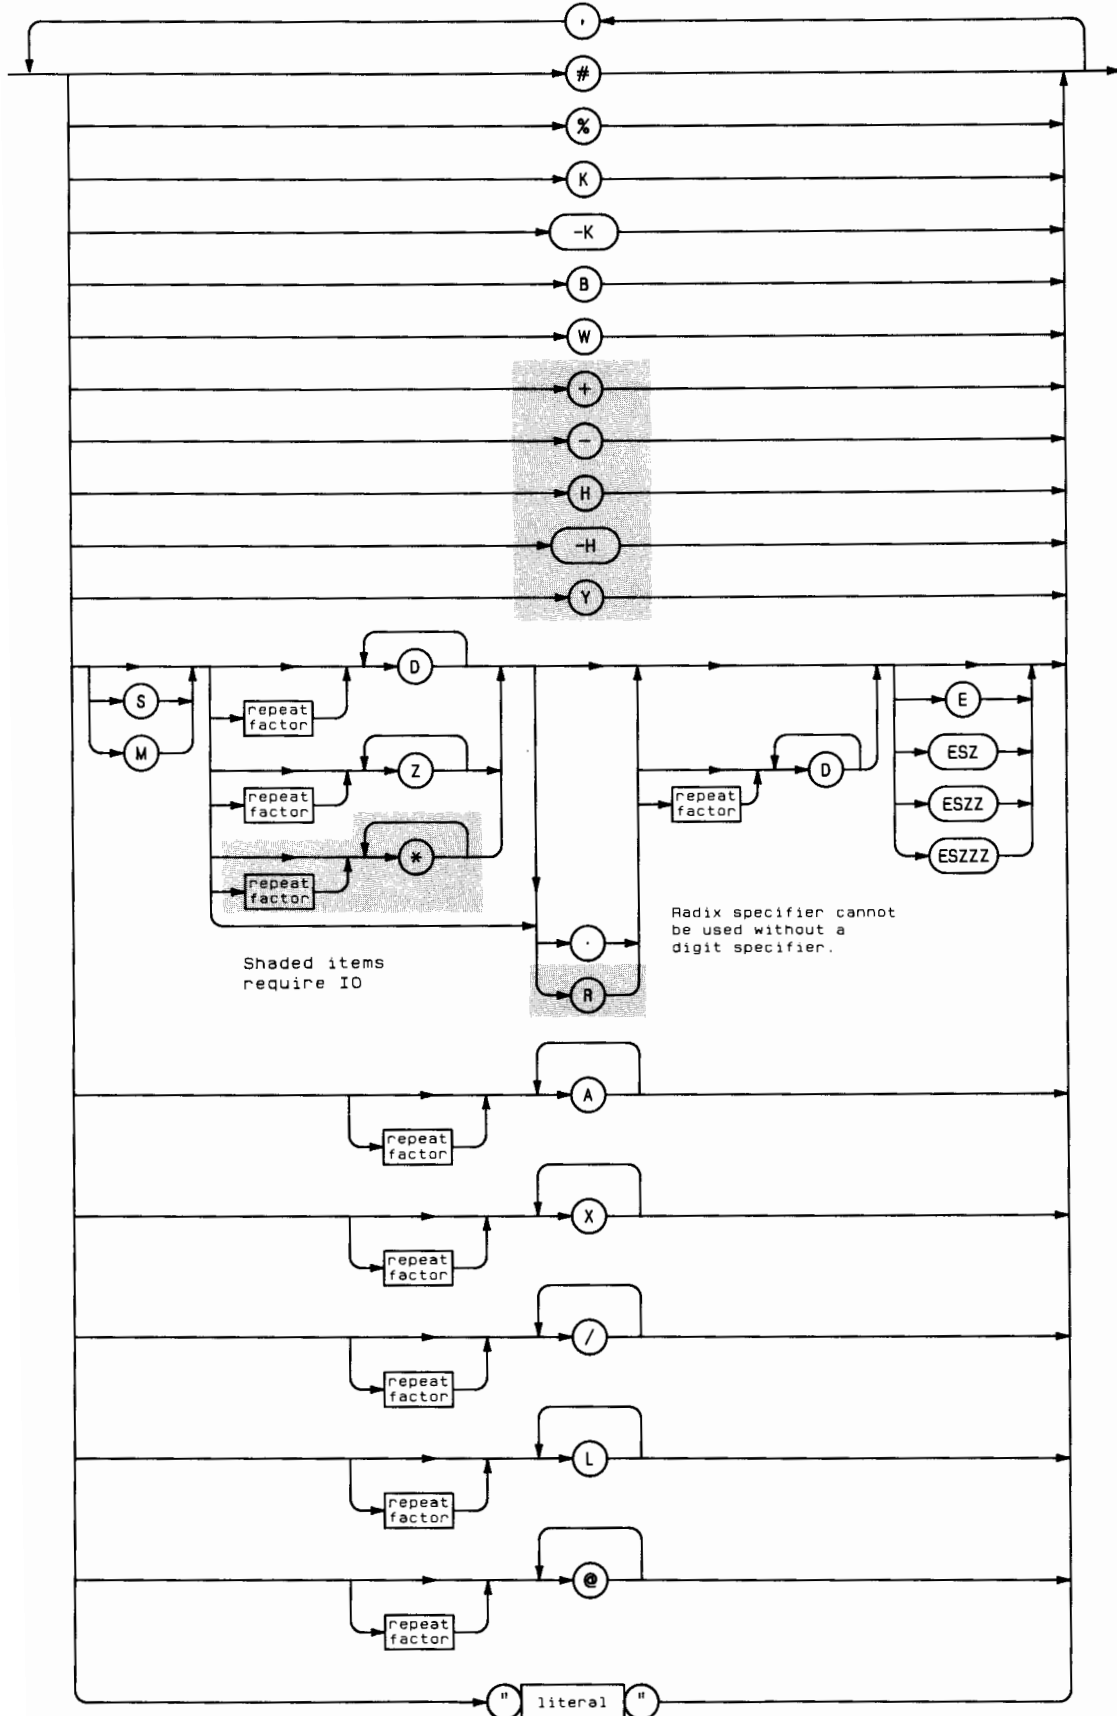 ,
#
%
K
-K
B
W
+
-
H
-H
Y
D
S
repeat
factor
E
M
Z
D
ESZ
repeat
factor
repeat
factor
ESZZ
*
ESZZZ
repeat
factor
Radix specifier cannot
be used without a
digit specifier.
.
Shaded items
require IO
R
A
repeat
factor
X
repeat
factor
/
repeat
factor
L
repeat
factor
@
repeat
factor
" literal "